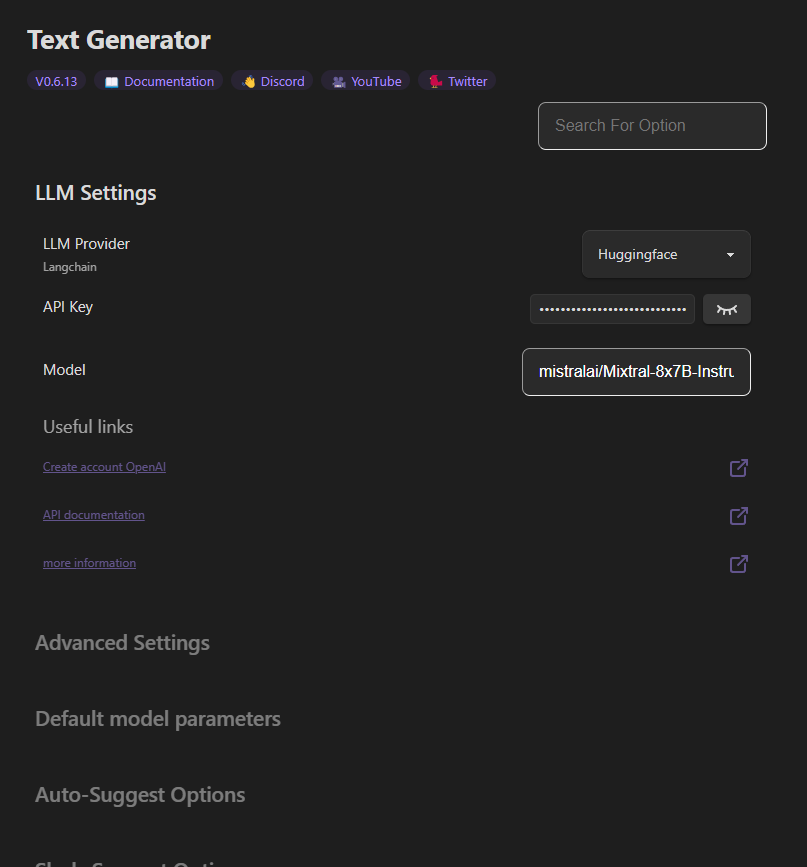 Text Generator
V0.6.13 📖 Documentation 👋 Discord 🎥 YouTube Twitter
Search For Option
LLM Settings
LLM Provider
Langchain
Huggingface
API Key
Model
mistralai/Mixtral-8x7B-Instru
Useful links
Create account OpenAI
API documentation
more information
Advanced Settings
Default model parameters
Auto-Suggest Options